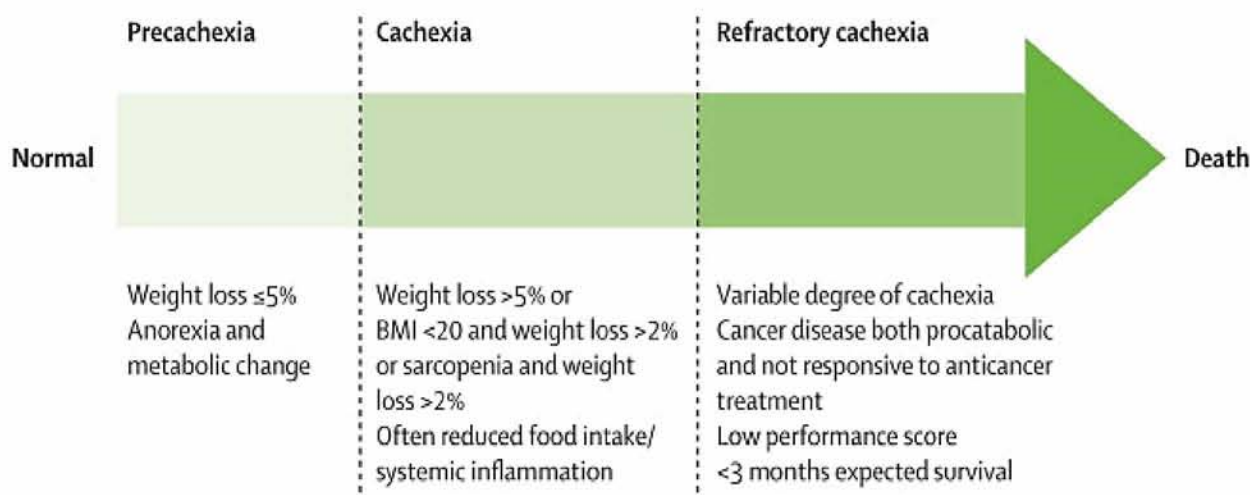 Precachexia
Cachexia
Refractory cachexia
Normal
Death
Weight loss ≤5%
Anorexia and
metabolic change
Weight loss >5% or
BMI <20 and weight loss >2%
or sarcopenia and weight
loss >2%
Often reduced food intake/
systemic inflammation
Variable degree of cachexia
Cancer disease both procatabolic
and not responsive to anticancer
treatment
Low performance score
<3 months expected survival